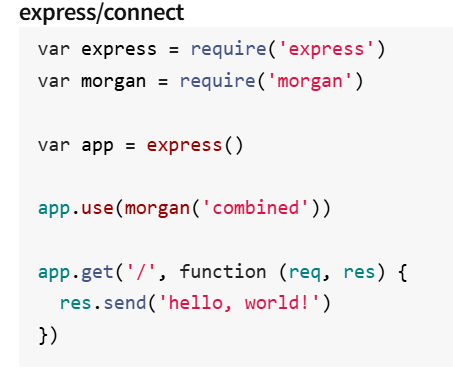 express/connect
var express = require('express')
var morgan = require('morgan')

var app = express()

app.use(morgan('combined'))

app.get('/', function (req, res) {
  res.send('hello, world!')
})